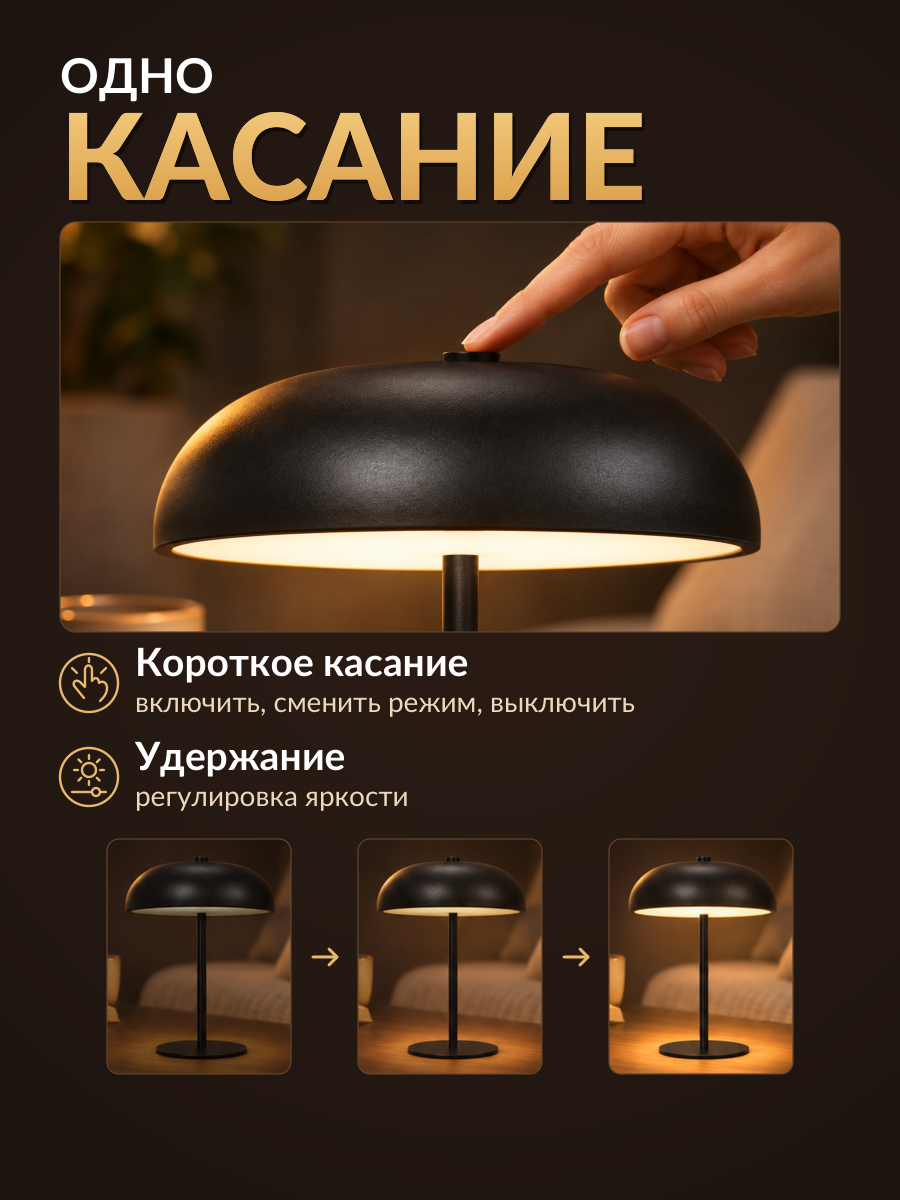 ОДНО
КАСАНИЕ
Короткое касание
включить, сменить режим, выключить
Удержание
регулировка яркости